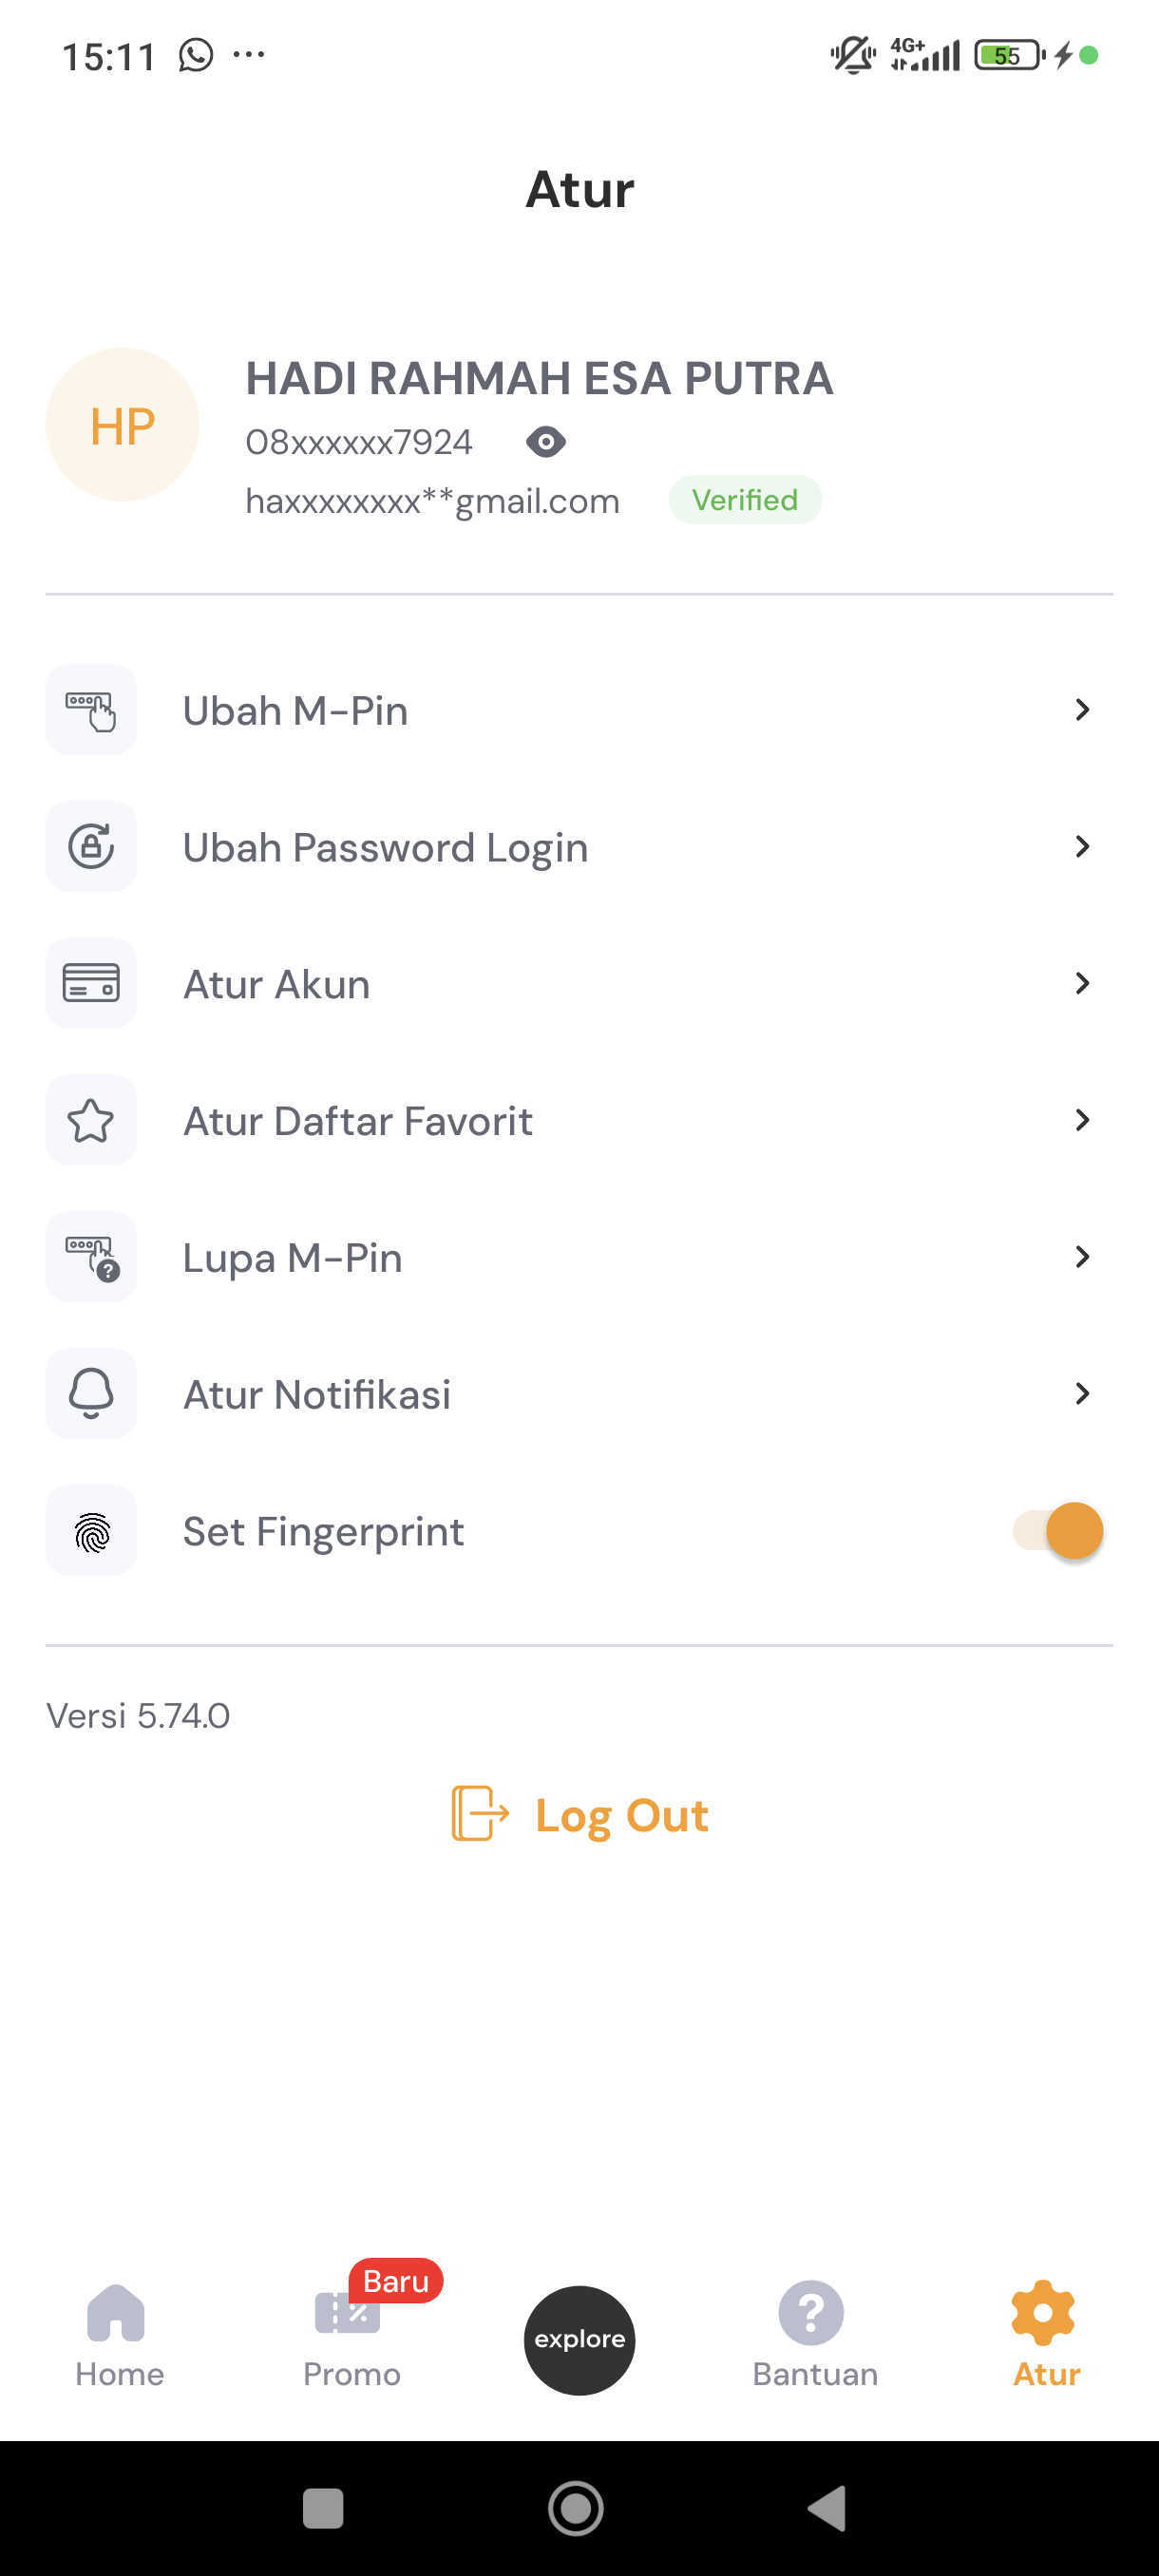 15:11 ...
4G+ 55
Atur
HP
HADI RAHMAH ESA PUTRA
08xxxxxx7924
haxxxxxxxxx**gmail.com Verified
Ubah M-Pin
Ubah Password Login
Atur Akun
Atur Daftar Favorit
Lupa M-Pin
Atur Notifikasi
Set Fingerprint
Versi 5.74.0
Log Out
Baru
Home Promo explore Bantuan Atur